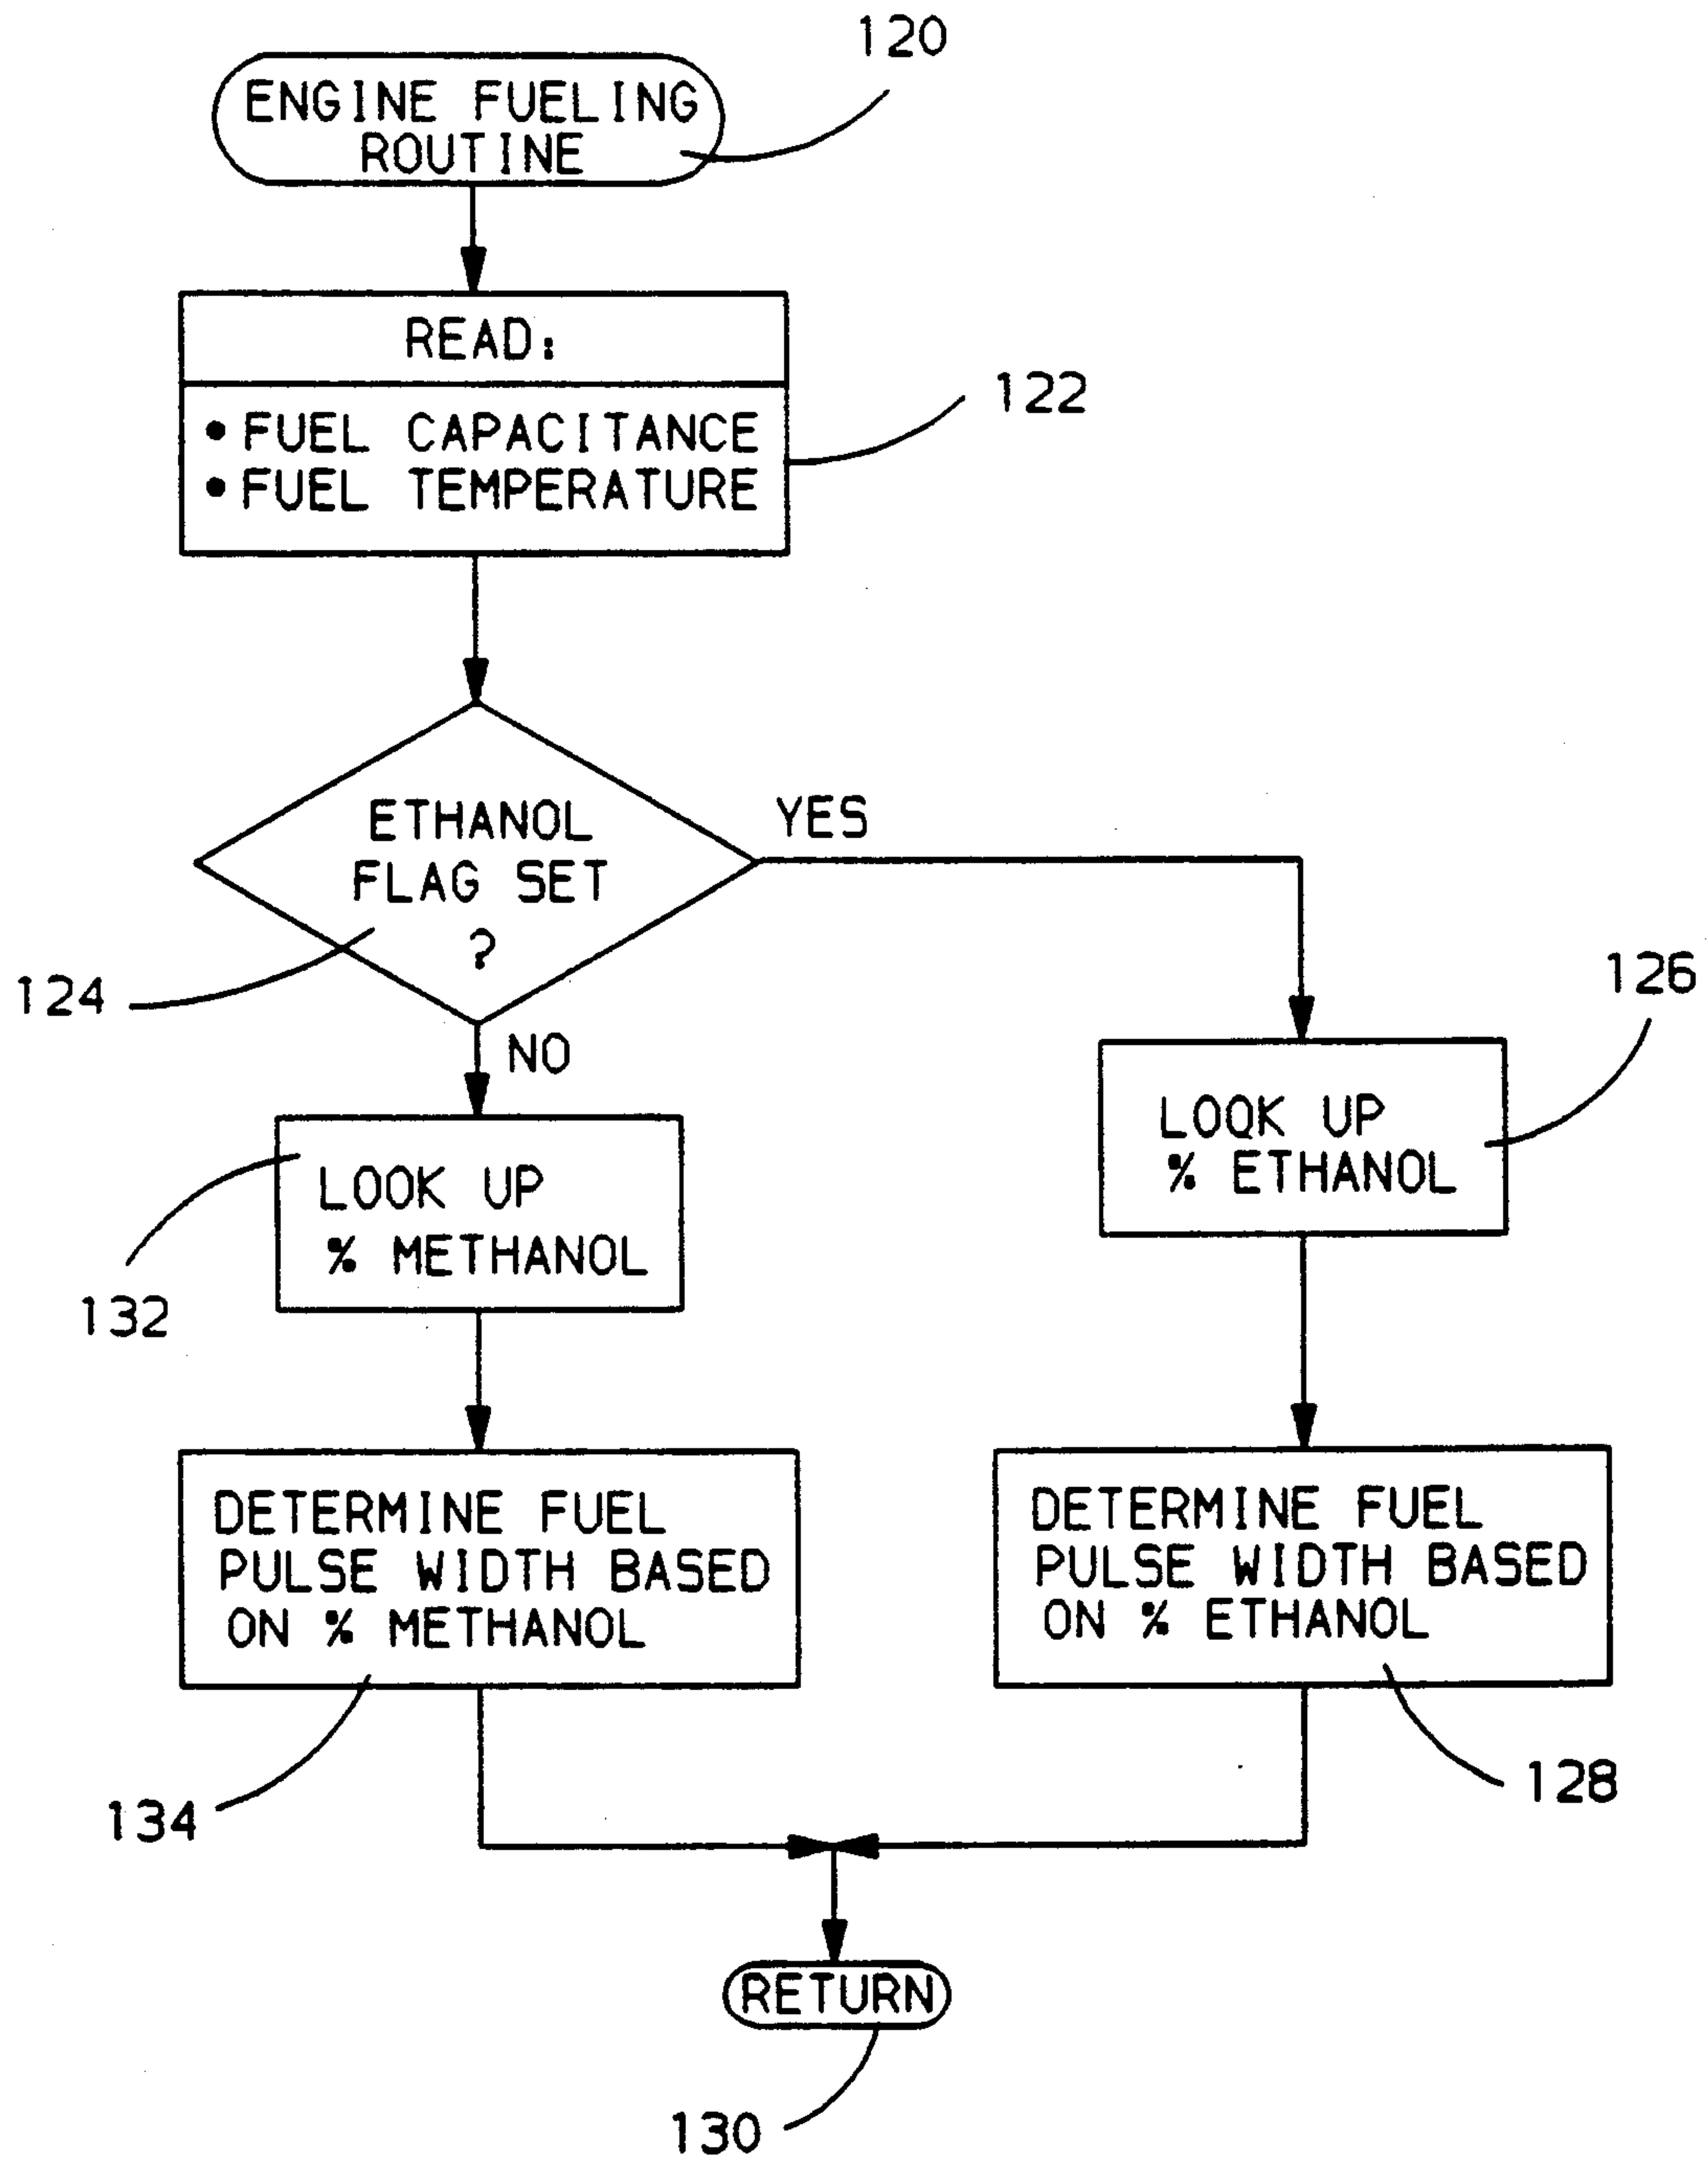 120
ENGINE FUELING
ROUTINE
READ:
122
• FUEL CAPACITANCE
• FUEL TEMPERATURE
ETHANOL
FLAG SET
?
YES
124
NO
126
LOOK UP
% ETHANOL
LOOK UP
% METHANOL
132
DETERMINE FUEL
PULSE WIDTH BASED
ON % METHANOL
DETERMINE FUEL
PULSE WIDTH BASED
ON % ETHANOL
134
128
RETURN
130